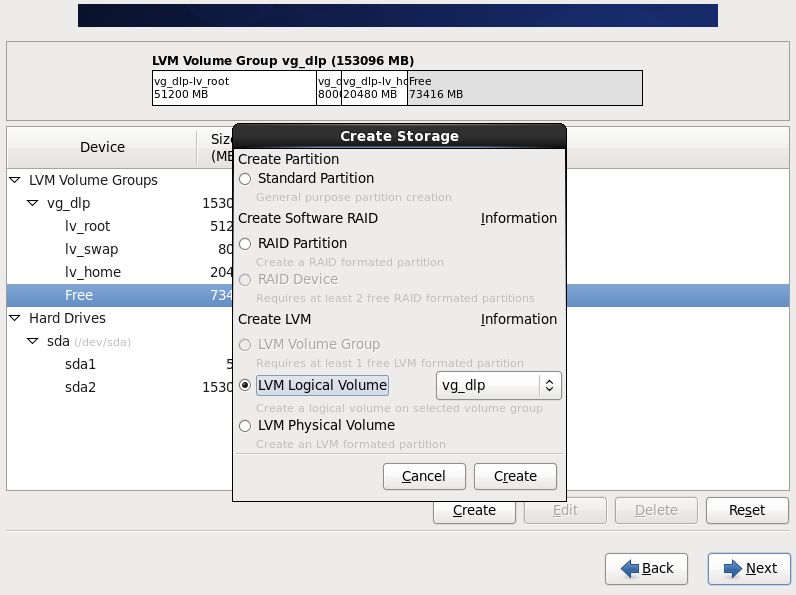 LVM Volume Group vg_dlp (153096 MB)
vg_dlp-lv_root
vg_dlp-lv_ho
Free
51200 MB
20480 MB
73416 MB
Device
Create Storage
Create Partition
Standard Partition
General purpose partition creation
Create Software RAID Information
RAID Partition
Create a RAID formated partition
RAID Device
Requires at least 2 free RAID formated partitions
Create LVM Information
LVM Volume Group
Requires at least 1 free LVM formated partition
LVM Logical Volume vg_dlp
Create a logical volume on selected volume group
LVM Physical Volume
Create an LVM formated partition
Cancel Create
LVM Volume Groups
vg_dlp 1530
lv_root 512
lv_swap 80
lv_home 204
Free 734
Hard Drives
sda (/dev/sda)
sda1 5
sda2 1530
Create Edit Delete Reset
Back Next